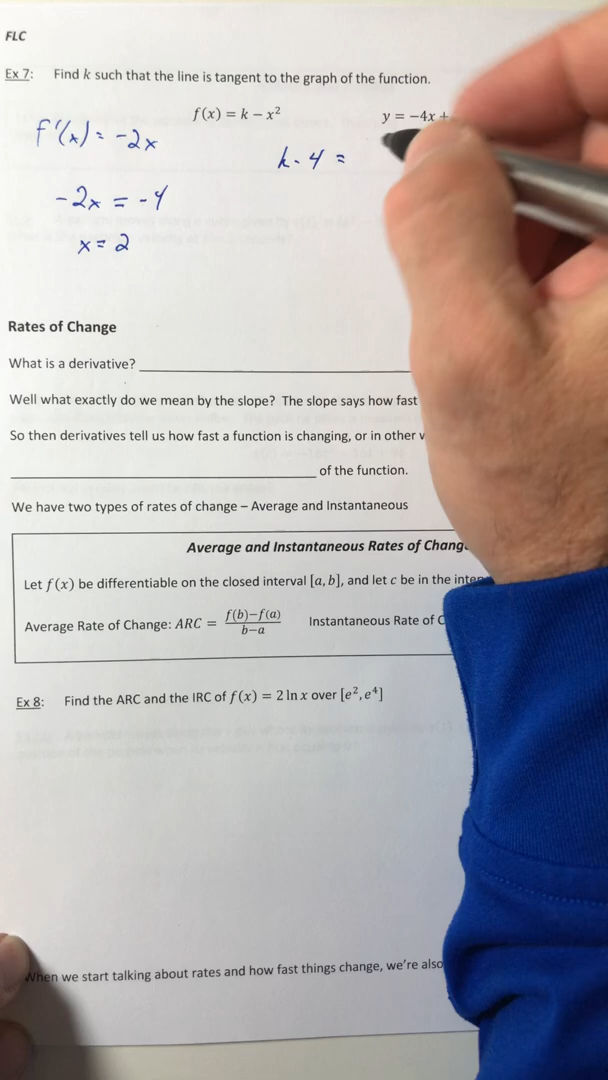 FLC
Ex 7: Find k such that the line is tangent to the graph of the function.
f(x) = k − x² y = −4x +
f'(x) = -2x
k - 4 =
-2x = -4
x = 2
Rates of Change
What is a derivative?
Well what exactly do we mean by the slope? The slope says how fast
So then derivatives tell us how fast a function is changing, or in other
of the function.
We have two types of rates of change – Average and Instantaneous
Average and Instantaneous Rates of Chang
Let f(x) be differentiable on the closed interval [a, b], and let c be in the
Average Rate of Change: ARC = f(b)−f(a) / b−a Instantaneous Rate of
Ex 8: Find the ARC and the IRC of f(x) = 2 ln x over [e², e⁴]
When we start talking about rates and how fast things change, we're also